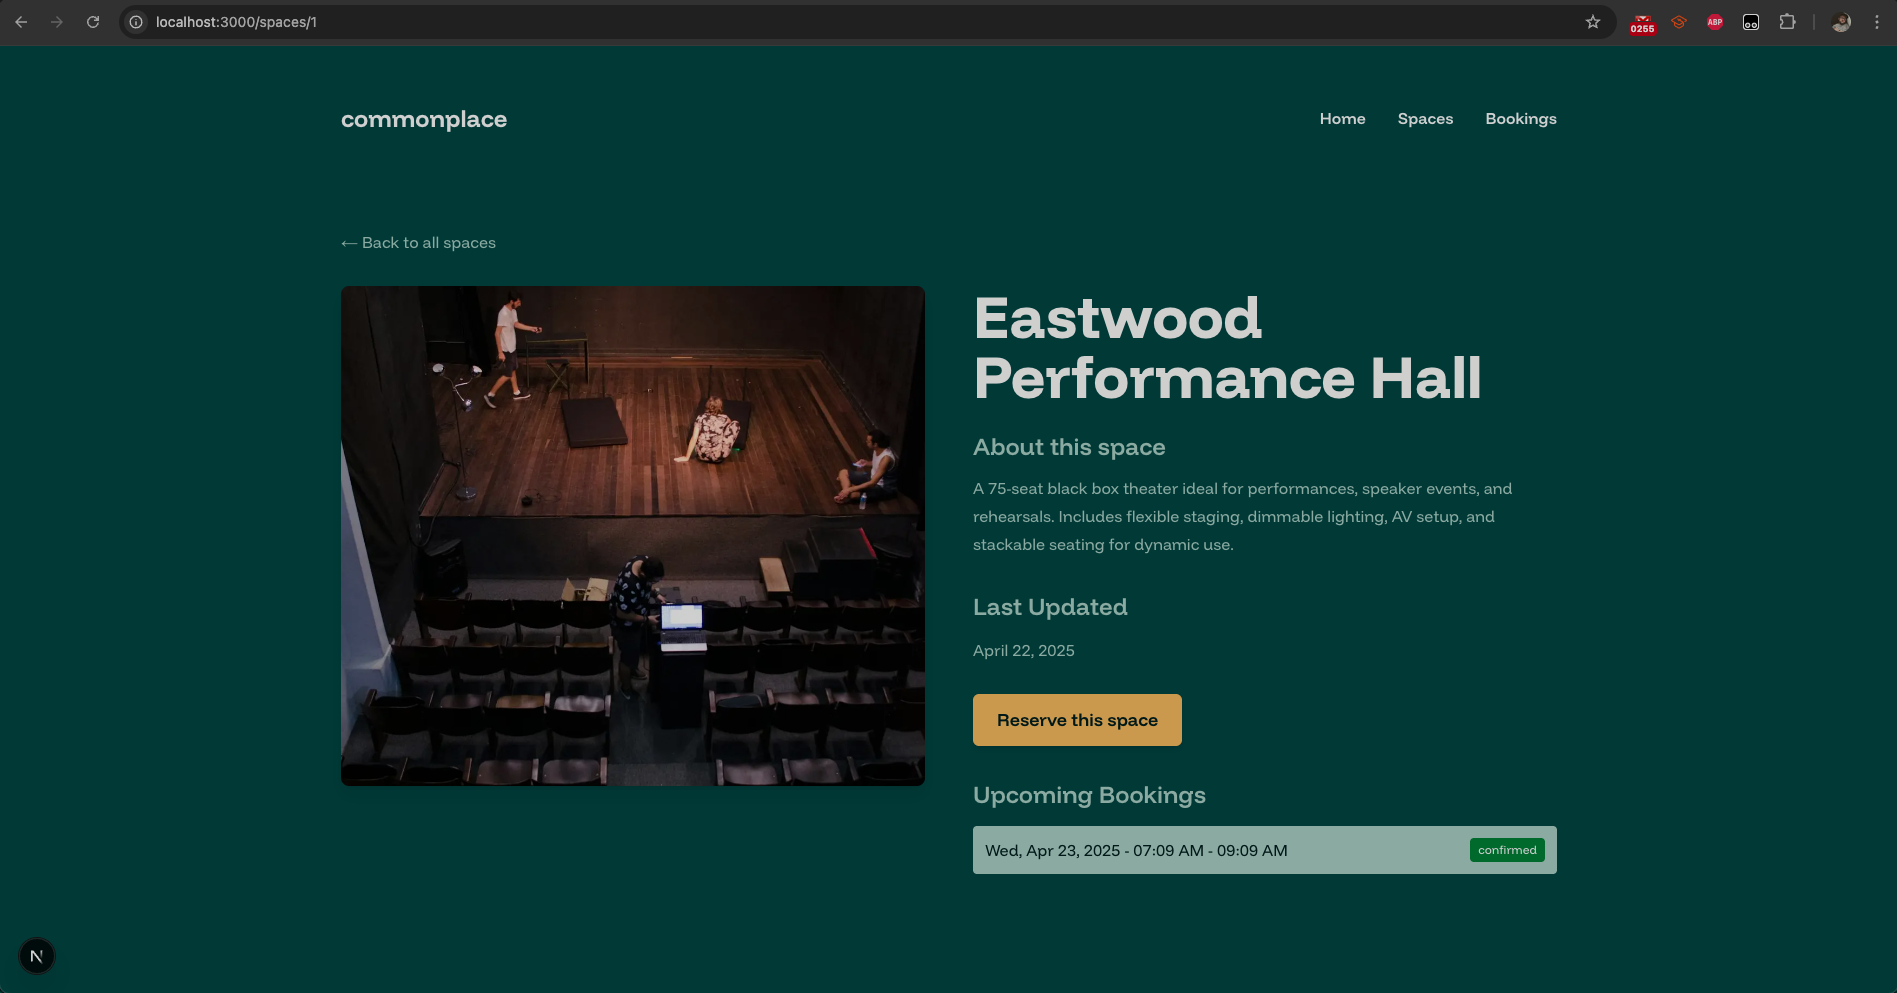 localhost:3000/spaces/1
0255
ABP
commonplace
Home Spaces Bookings
← Back to all spaces
Eastwood
Performance Hall
About this space
A 75-seat black box theater ideal for performances, speaker events, and
rehearsals. Includes flexible staging, dimmable lighting, AV setup, and
stackable seating for dynamic use.
Last Updated
April 22, 2025
Reserve this space
Upcoming Bookings
Wed, Apr 23, 2025 - 07:09 AM - 09:09 AM
confirmed
N